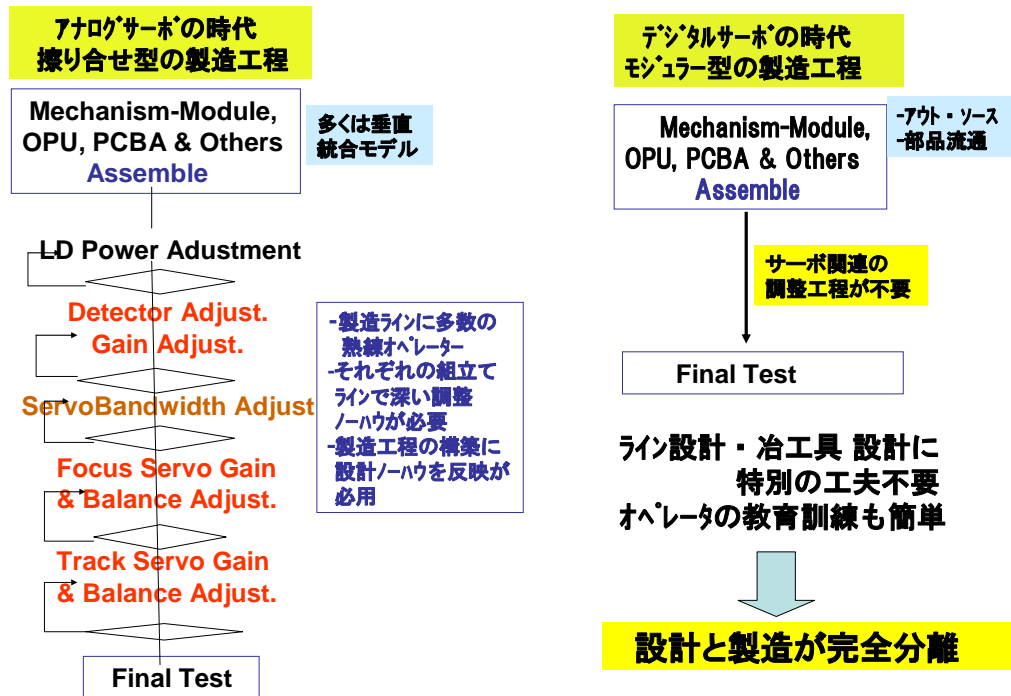 アナログサーボの時代
擦り合せ型の製造工程
Mechanism-Module,
OPU, PCBA & Others
Assemble
多くは垂直
統合モデル
LD Power Adustment
Detector Adjust.
Gain Adjust.
ServoBandwidth Adjust
Focus Servo Gain
& Balance Adjust.
Track Servo Gain
& Balance Adjust.
Final Test
-製造ラインに多数の
熟練オペレーター
-それぞれの組立て
ラインで深い調整
ノーハウが必要
-製造工程の構築に
設計ノーハウを反映が
必用
デジタルサーボの時代
モジュラー型の製造工程
Mechanism-Module,
OPU, PCBA & Others
Assemble
-アウト・ソース
-部品流通
サーボ関連の
調整工程が不要
Final Test
ライン設計・冶工具 設計に
特別の工夫不要
オペレータの教育訓練も簡単
設計と製造が完全分離